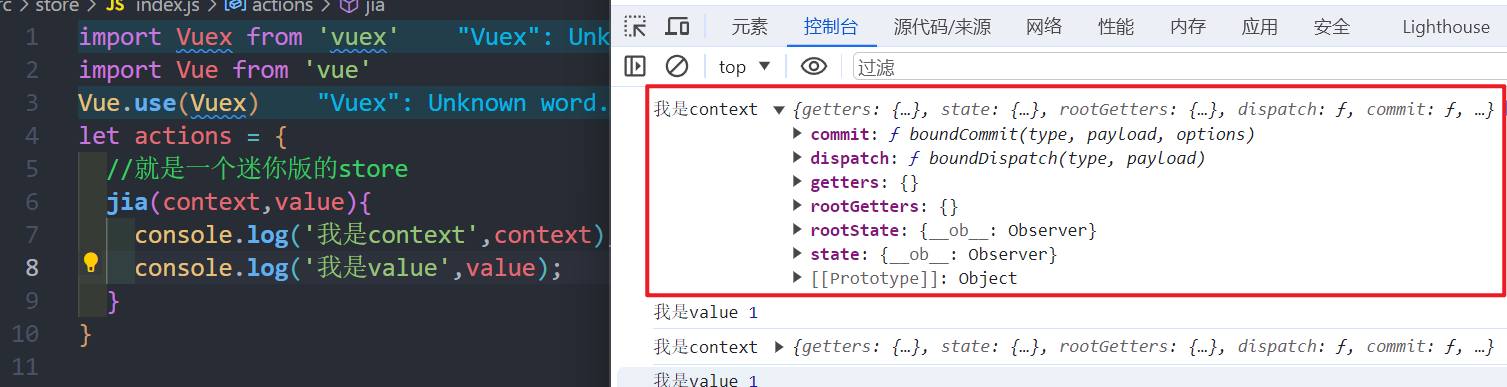 rc > store > JS index.js > actions > jia
1 import Vuex from 'vuex' "Vuex": Unk
2 import Vue from 'vue'
3 Vue.use(Vuex) "Vuex": Unknown word.
4 let actions = {
5 //就是一个迷你版的store
6 jia(context,value){
7 console.log('我是context',context)
8 console.log('我是value',value);
9 }
10 }
11
元素 控制台 源代码/来源 网络 性能 内存 应用 安全 Lighthouse
top ▼ 过滤
我是context ▼ {getters: {…}, state: {…}, rootGetters: {…}, dispatch: ƒ, commit: ƒ, …}
▶ commit: ƒ boundCommit(type, payload, options)
▶ dispatch: ƒ boundDispatch(type, payload)
▶ getters: {}
▶ rootGetters: {}
▶ rootState: {__ob__: Observer}
▶ state: {__ob__: Observer}
▶ [[Prototype]]: Object
我是value 1
我是context ▶ {getters: {…}, state: {…}, rootGetters: {…}, dispatch: ƒ, commit: ƒ, …}
我是value 1